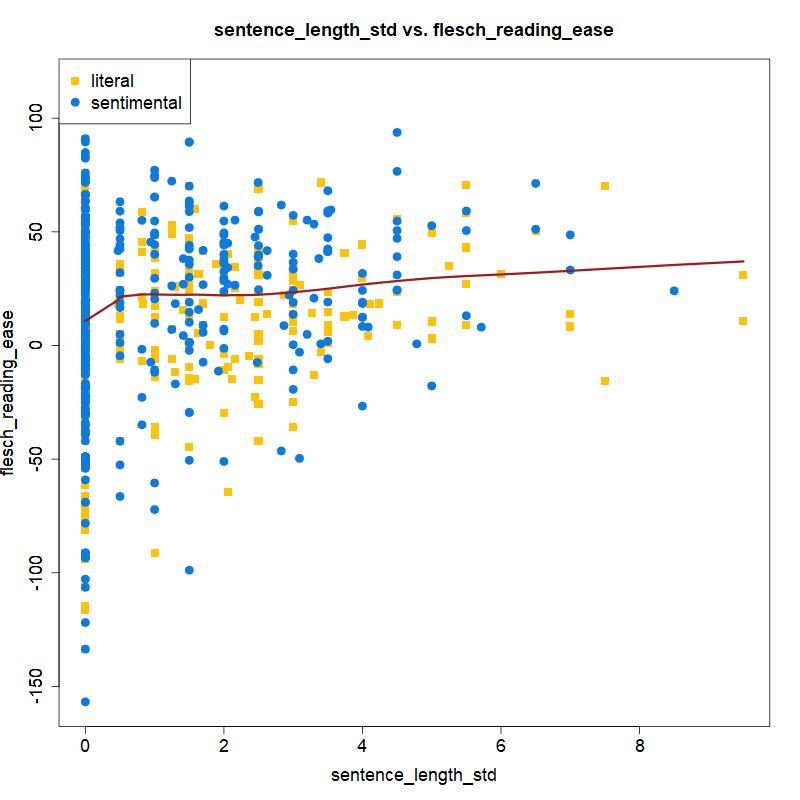 sentence_length_std vs. flesch_reading_ease
literal
sentimental
100
50
0
-50
-100
-150
flesch_reading_ease
0 2 4 6 8
sentence_length_std